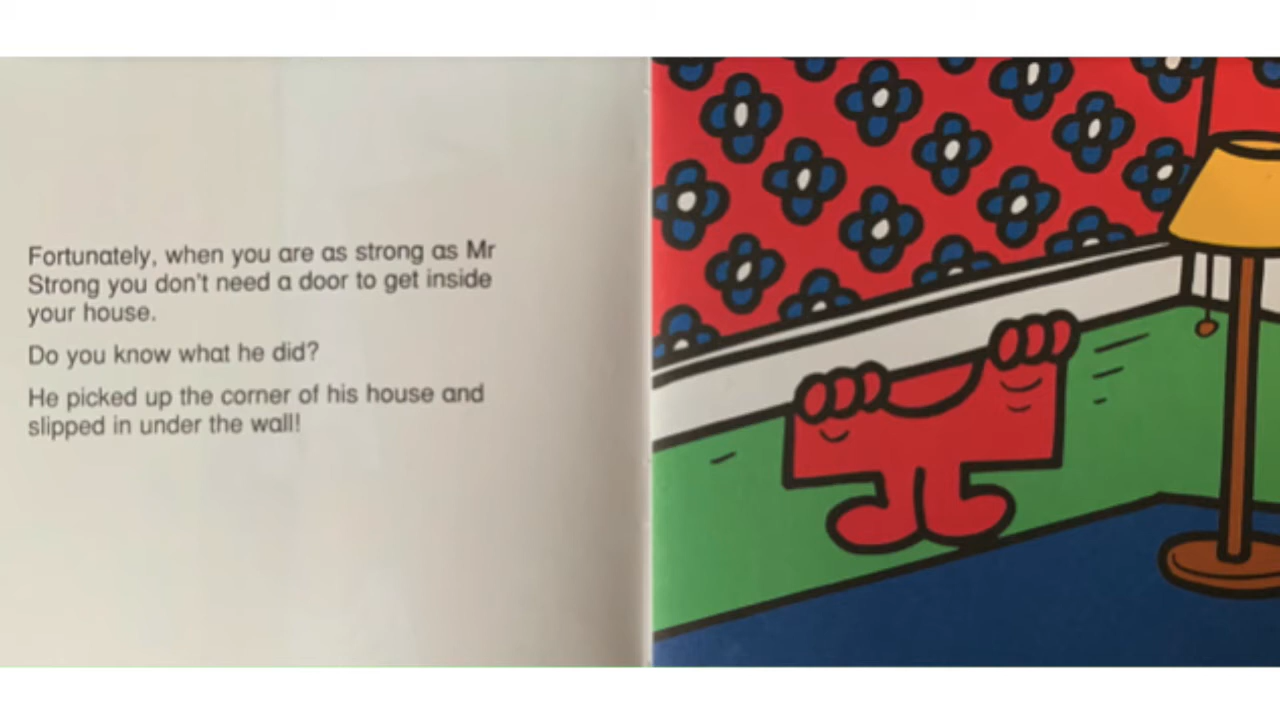 Fortunately, when you are as strong as Mr
Strong you don't need a door to get inside
your house.
Do you know what he did?
He picked up the corner of his house and
slipped in under the wall!